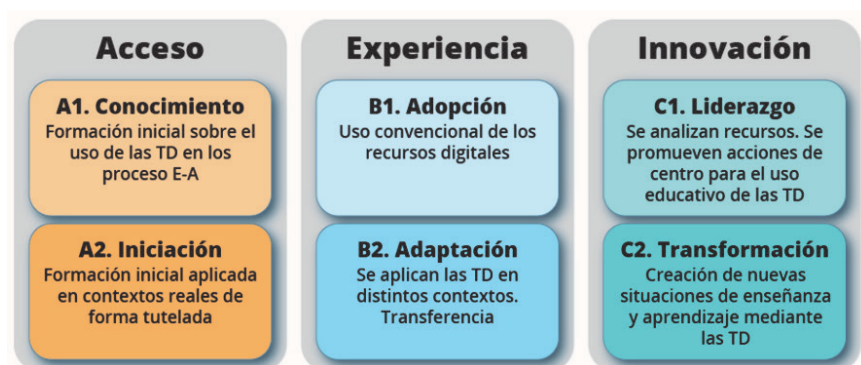 Acceso
A1. Conocimiento
Formación inicial sobre el
uso de las TD en los
proceso E-A
A2. Iniciación
Formación inicial aplicada
en contextos reales de
forma tutelada
Experiencia
B1. Adopción
Uso convencional de los
recursos digitales
B2. Adaptación
Se aplican las TD en
distintos contextos.
Transferencia
Innovación
C1. Liderazgo
Se analizan recursos. Se
promueven acciones de
centro para el uso
educativo de las TD
C2. Transformación
Creación de nuevas
situaciones de enseñanza
y aprendizaje mediante
las TD